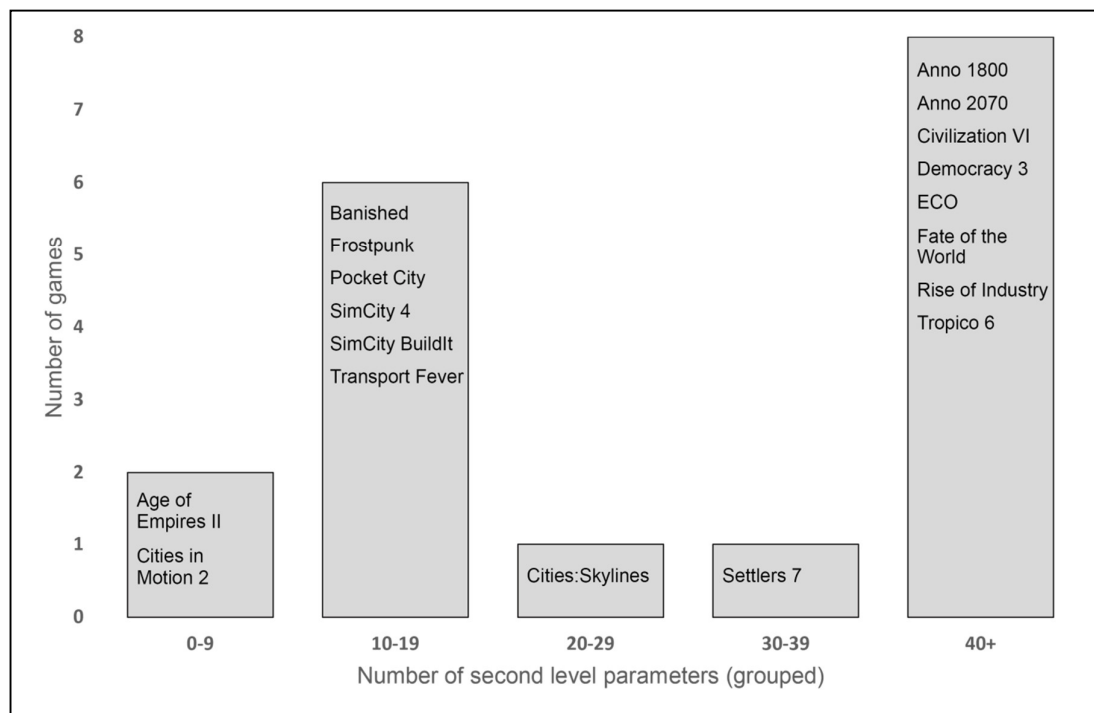 8
7
6
5
4
3
2
1
0
Number of games
Age of
Empires II
Cities in
Motion 2
Banished
Frostpunk
Pocket City
SimCity 4
SimCity BuildIt
Transport Fever
Cities:Skylines
Settlers 7
Anno 1800
Anno 2070
Civilization VI
Democracy 3
ECO
Fate of the
World
Rise of Industry
Tropico 6
0-9
10-19
20-29
30-39
40+
Number of second level parameters (grouped)